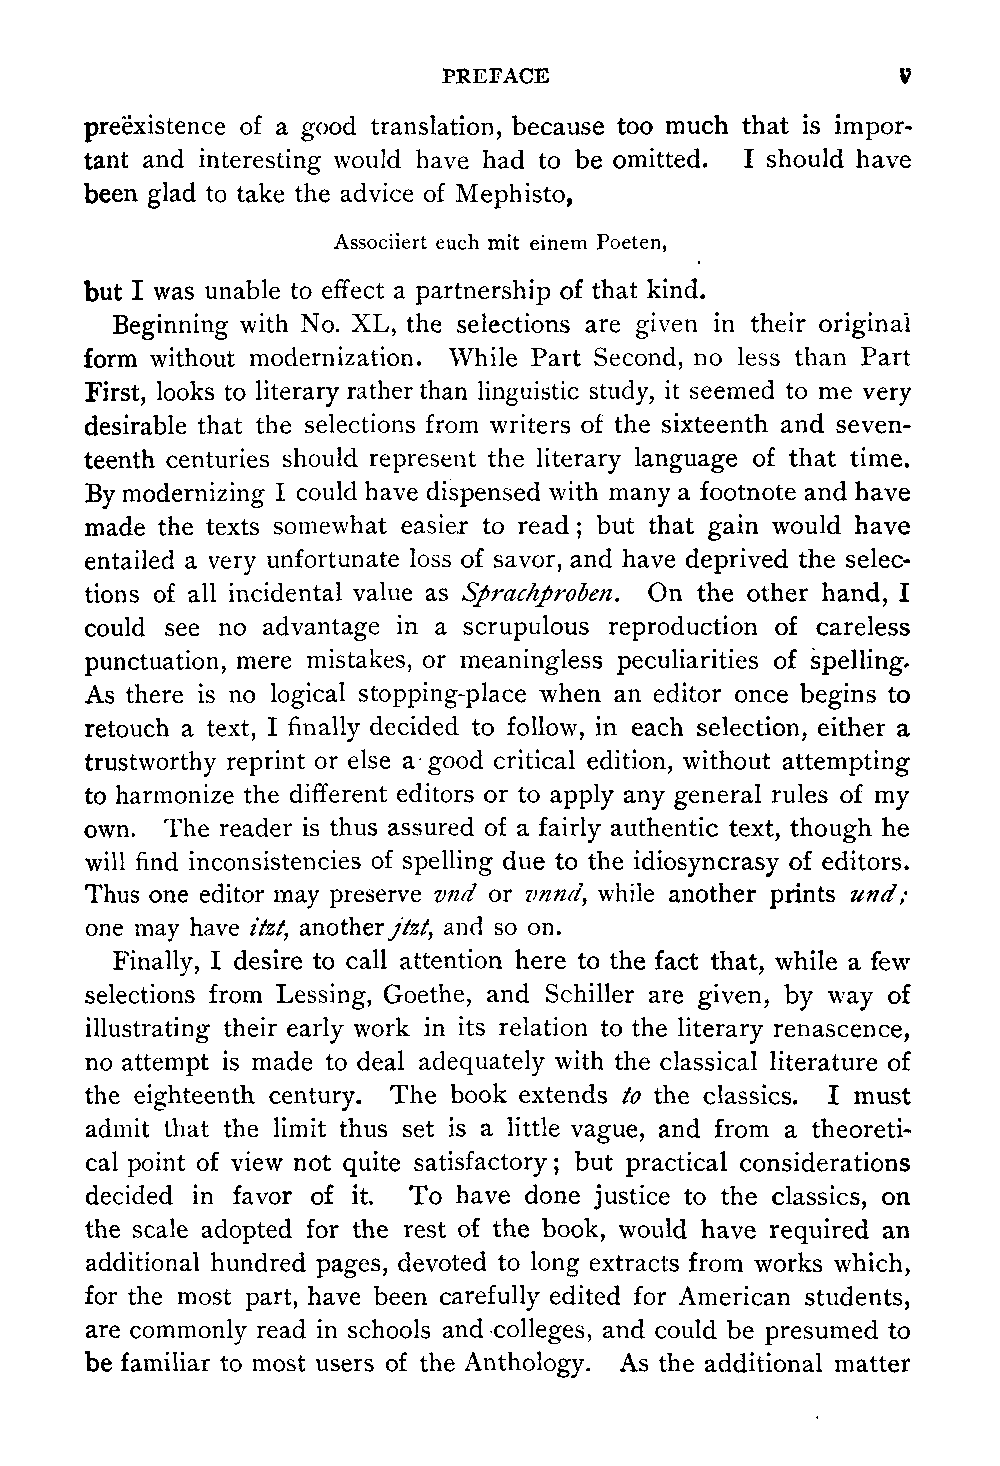 PREFACE v
preëxistence of a good translation, because too much that is impor-
tant and interesting would have had to be omitted. I should have
been glad to take the advice of Mephisto,
Associiert euch mit einem Poeten,
but I was unable to effect a partnership of that kind.
Beginning with No. XL, the selections are given in their original
form without modernization. While Part Second, no less than Part
First, looks to literary rather than linguistic study, it seemed to me very
desirable that the selections from writers of the sixteenth and seven-
teenth centuries should represent the literary language of that time.
By modernizing I could have dispensed with many a footnote and have
made the texts somewhat easier to read; but that gain would have
entailed a very unfortunate loss of savor, and have deprived the selec-
tions of all incidental value as Sprachproben. On the other hand, I
could see no advantage in a scrupulous reproduction of careless
punctuation, mere mistakes, or meaningless peculiarities of spelling.
As there is no logical stopping-place when an editor once begins to
retouch a text, I finally decided to follow, in each selection, either a
trustworthy reprint or else a good critical edition, without attempting
to harmonize the different editors or to apply any general rules of my
own. The reader is thus assured of a fairly authentic text, though he
will find inconsistencies of spelling due to the idiosyncrasy of editors.
Thus one editor may preserve vnd or vnnd, while another prints und;
one may have itzt, another jtzt, and so on.
Finally, I desire to call attention here to the fact that, while a few
selections from Lessing, Goethe, and Schiller are given, by way of
illustrating their early work in its relation to the literary renascence,
no attempt is made to deal adequately with the classical literature of
the eighteenth century. The book extends to the classics. I must
admit that the limit thus set is a little vague, and from a theoreti-
cal point of view not quite satisfactory; but practical considerations
decided in favor of it. To have done justice to the classics, on
the scale adopted for the rest of the book, would have required an
additional hundred pages, devoted to long extracts from works which,
for the most part, have been carefully edited for American students,
are commonly read in schools and colleges, and could be presumed to
be familiar to most users of the Anthology. As the additional matter